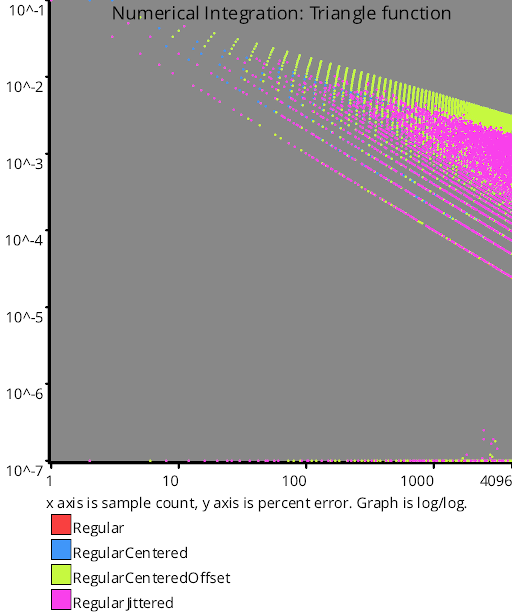 Numerical Integration: Triangle function
10^-1
10^-2
10^-3
10^-4
10^-5
10^-6
10^-7
1 10 100 1000 4096
x axis is sample count, y axis is percent error. Graph is log/log.
Regular
RegularCentered
RegularCenteredOffset
RegularJittered